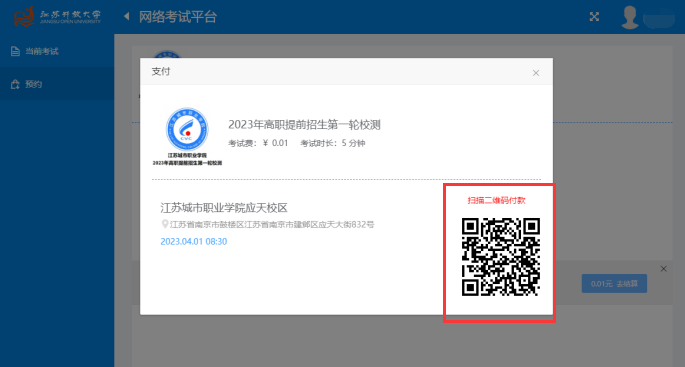 江苏开放大学
JIANGSU OPEN UNIVERSITY
网络考试平台
当前考试
预约
支付
2023年高职提前招生第一轮校测
考试费：￥ 0.01 考试时长：5 分钟
江苏城市职业学院
2023年高职提前招生第一轮校测
江苏城市职业学院应天校区
江苏省南京市鼓楼区江苏省南京市建邺区应天大街832号
2023.04.01 08:30
扫描二维码付款
0.01元 去结算